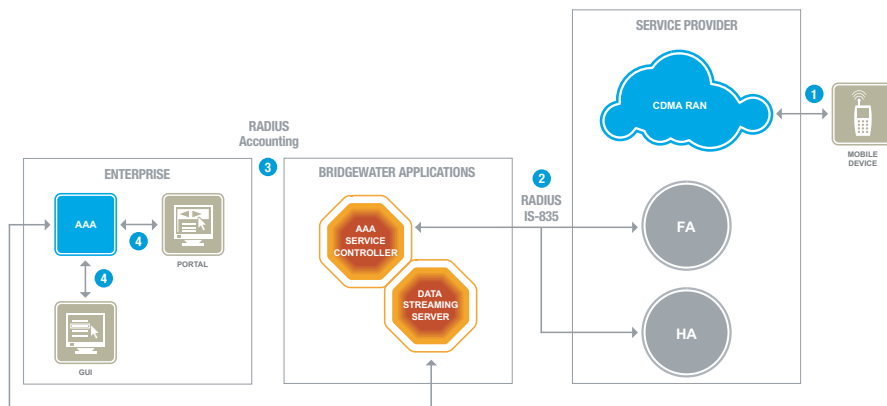 SERVICE PROVIDER
CDMA RAN
1
MOBILE
DEVICE
RADIUS
Accounting
3
ENTERPRISE
AAA
4
PORTAL
4
GUI
BRIDGEWATER APPLICATIONS
AAA
SERVICE
CONTROLLER
DATA
STREAMING
SERVER
2
RADIUS
IS-835
FA
HA